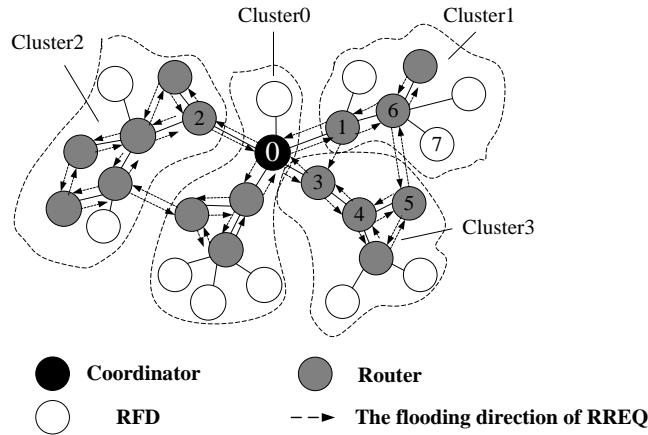 Cluster0
Cluster2
Cluster1
2
0
1
6
7
3
4
5
Cluster3
Coordinator
Router
RFD
The flooding direction of RREQ